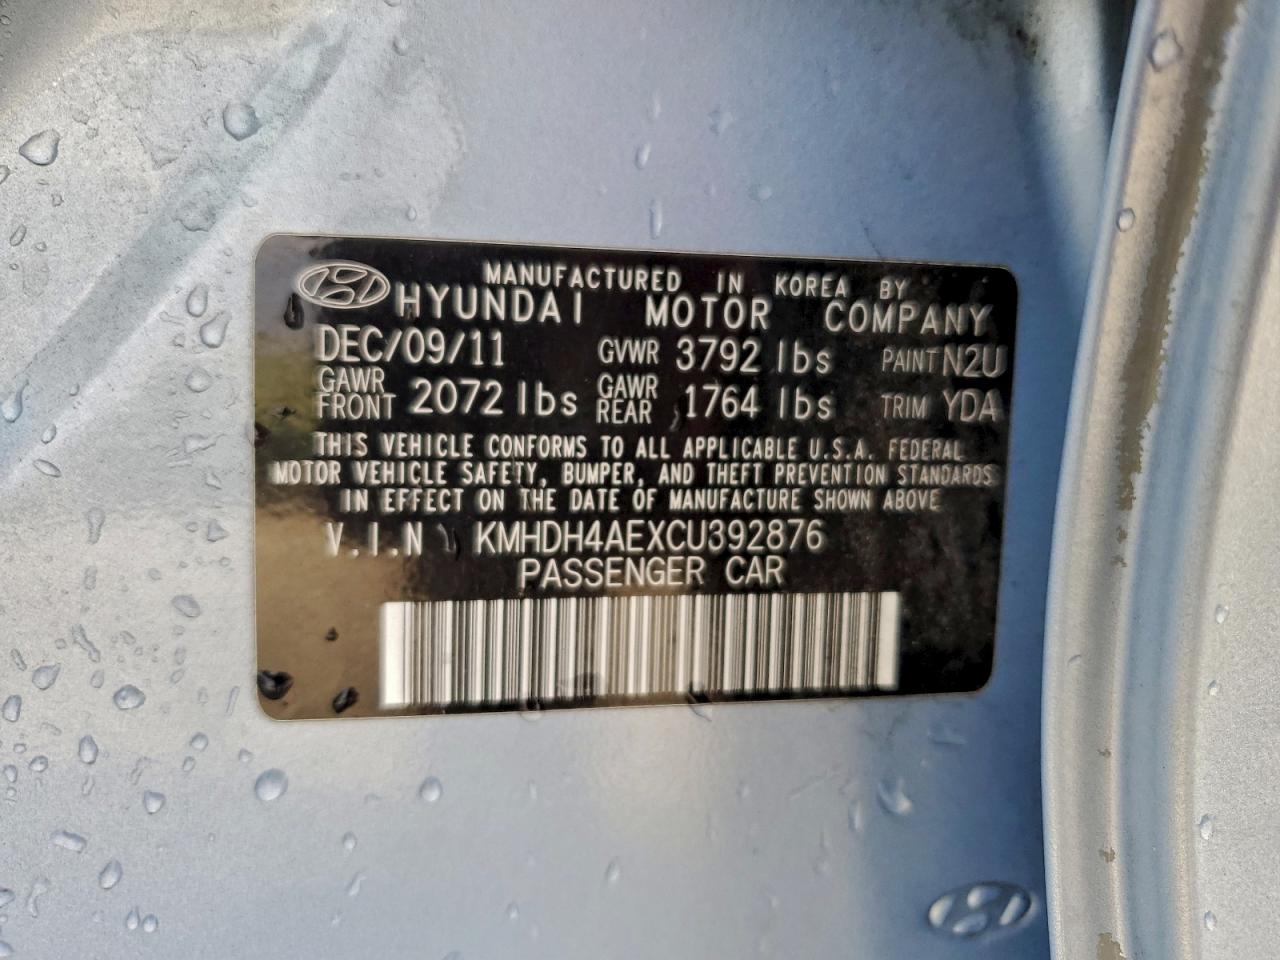 MANUFACTURED IN KOREA BY
HYUNDAI MOTOR COMPANY
DEC/09/11 GVWR 3792 lbs PAINT N2U
GAWR FRONT 2072 lbs GAWR REAR 1764 lbs TRIM YDA
THIS VEHICLE CONFORMS TO ALL APPLICABLE U.S.A. FEDERAL
MOTOR VEHICLE SAFETY, BUMPER, AND THEFT PREVENTION STANDARDS
IN EFFECT ON THE DATE OF MANUFACTURE SHOWN ABOVE
V.I.N KMHDH4AEXCU392876
PASSENGER CAR